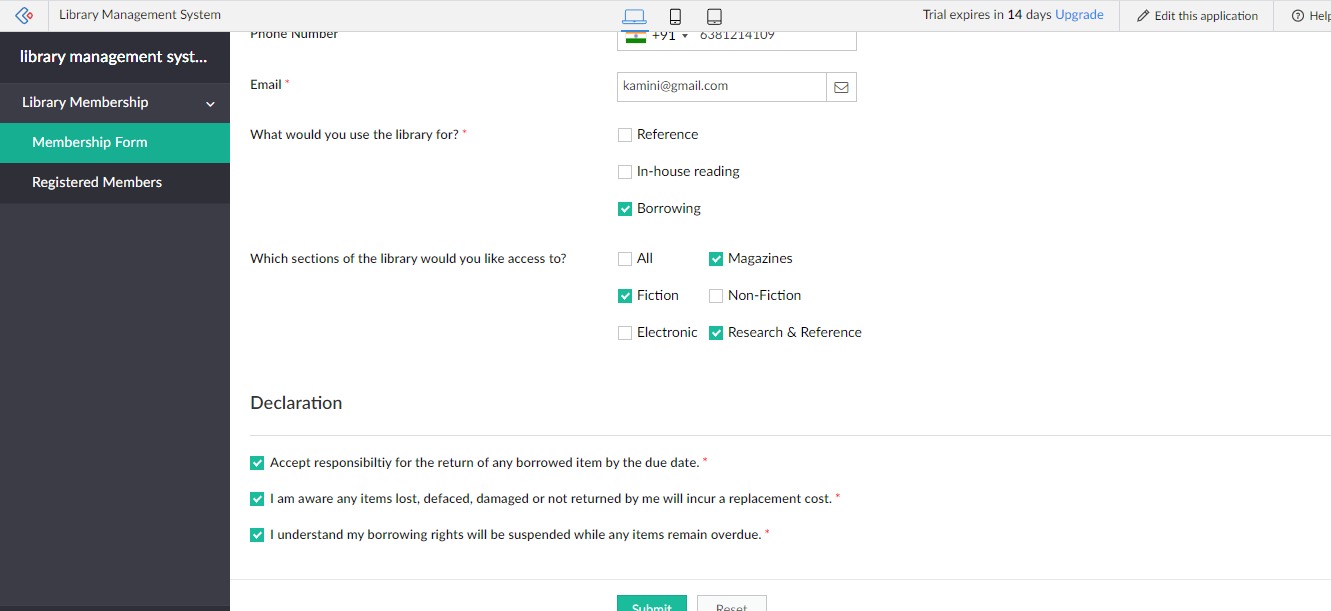 Library Management System
Trial expires in 14 days Upgrade
Edit this application
Help
library management syst...
Library Membership
Membership Form
Registered Members
Phone Number
+91 6381214109
Email *
kamini@gmail.com
What would you use the library for? *
Reference
In-house reading
Borrowing
Which sections of the library would you like access to?
All
Magazines
Fiction
Non-Fiction
Electronic
Research & Reference
Declaration
Accept responsibiltiy for the return of any borrowed item by the due date. *
I am aware any items lost, defaced, damaged or not returned by me will incur a replacement cost. *
I understand my borrowing rights will be suspended while any items remain overdue. *
Submit
Reset